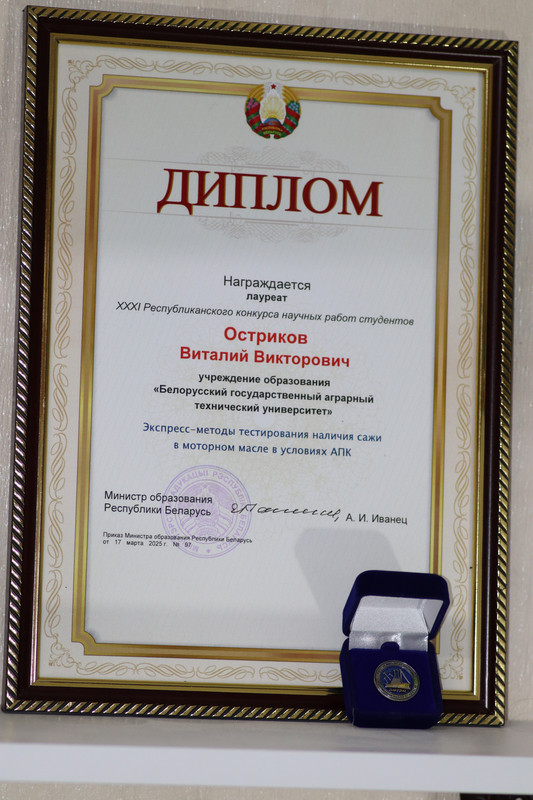 ДИПЛОМ
Награждается
лауреат
XXXI Республиканского конкурса научных работ студентов
Остриков
Виталий Викторович
учреждение образования
«Белорусский государственный аграрный
технический университет»
Экспресс-методы тестирования наличия сажи
в моторном масле в условиях АПК
Министр образования
Республики Беларусь
А. И. Иванец
Приказ Министра образования Республики Беларусь
от 17 марта 2025 г. № 87